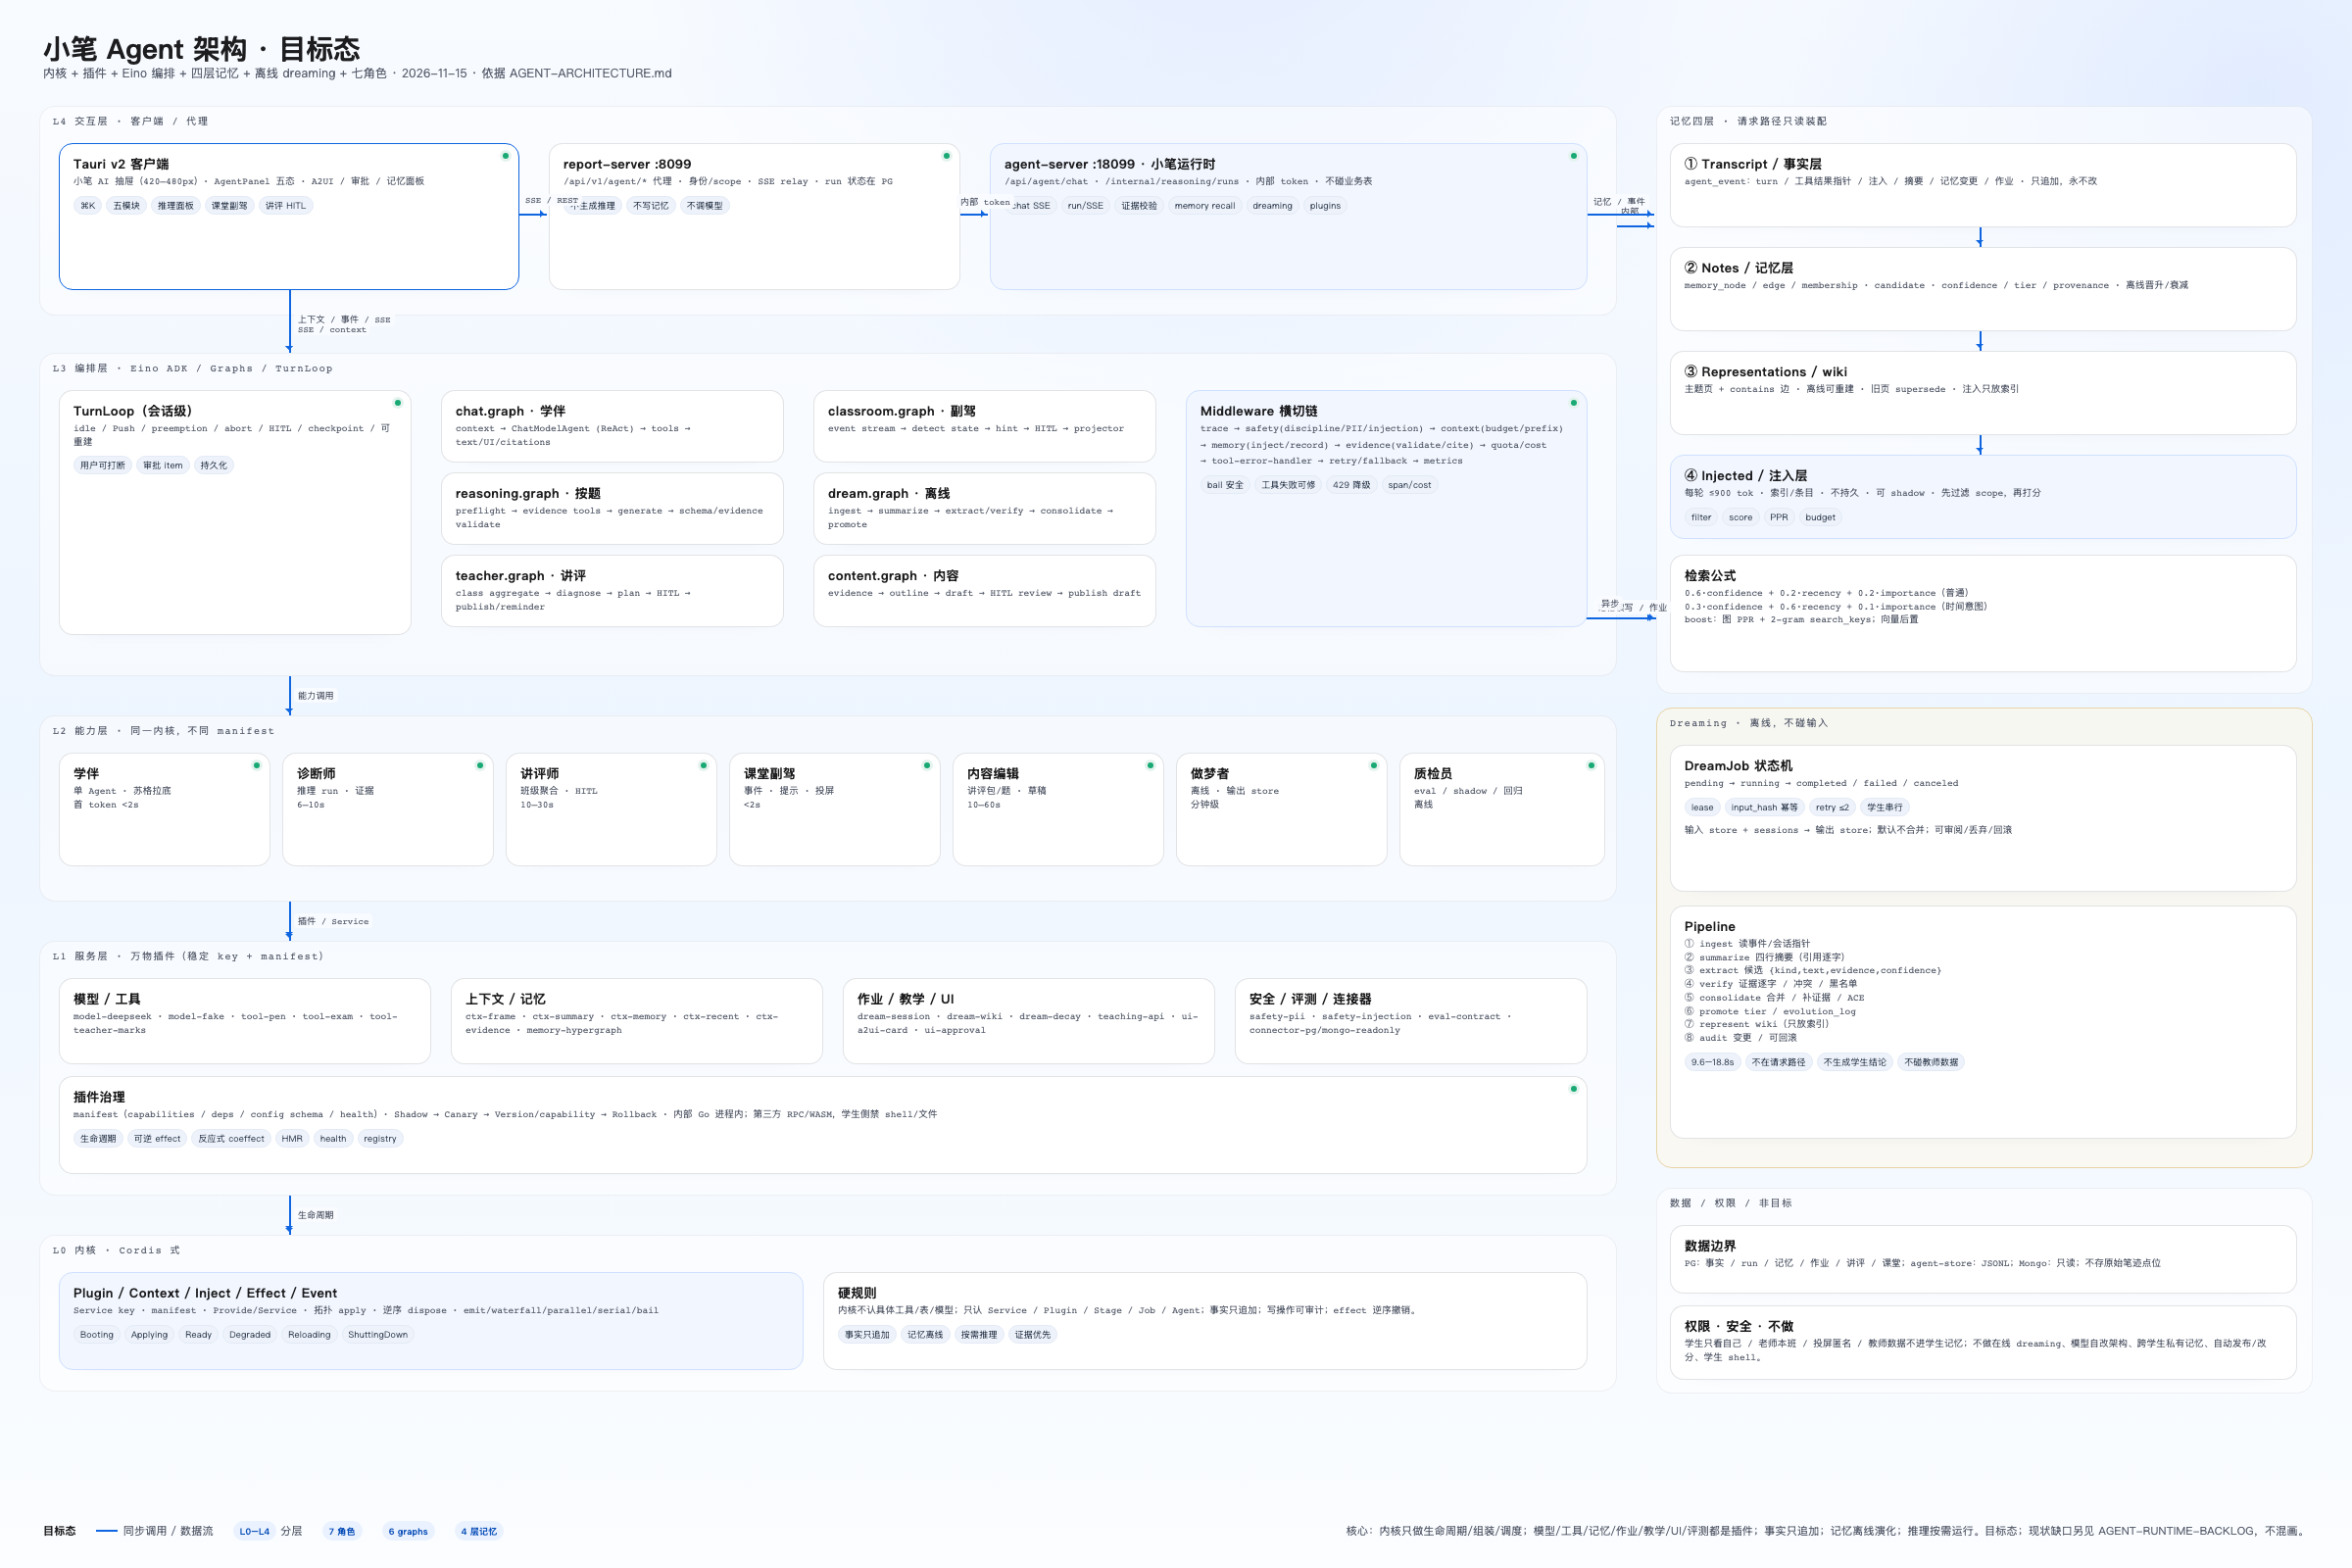 小笔 Agent 架构 · 目标态
内核 + 插件 + Eino 编排 + 四层记忆 + 离线 dreaming + 七角色 · 2026-11-15 · 依据 AGENT-ARCHITECTURE.md
L4 交互层 · 客户端 / 代理
Tauri v2 客户端
小笔 AI 抽屉（420—480px）· AgentPanel 五态 · A2UI / 审批 / 记忆面板
⌘K 五模块 推理面板 课堂副驾 讲评 HITL
SSE / REST
report-server :8099
/api/v1/agent/* 代理 · 身份/scope · SSE relay · run 状态在 PG
主成推理 不写记忆 不调模型
内部 token
agent-server :18099 · 小笔运行时
/api/agent/chat · /internal/reasoning/runs · 内部 token · 不碰业务表
chat SSE run/SSE 证据校验 memory recall dreaming plugins
记忆 / 事件
内部
上下文 / 事件 / SSE
SSE / context
L3 编排层 · Eino ADK / Graphs / TurnLoop
TurnLoop（会话级）
idle / Push / preemption / abort / HITL / checkpoint / 可
重建
用户可打断 审批 item 持久化
chat.graph · 学伴
context → ChatModelAgent (ReAct) → tools →
text/UI/citations
classroom.graph · 副驾
event stream → detect state → hint → HITL → projector
reasoning.graph · 按题
preflight → evidence tools → generate → schema/evidence
validate
dream.graph · 离线
ingest → summarize → extract/verify → consolidate →
promote
teacher.graph · 讲评
class aggregate → diagnose → plan → HITL →
publish/reminder
content.graph · 内容
evidence → outline → draft → HITL review → publish draft
Middleware 横切链
trace → safety(discipline/PII/injection) → context(budget/prefix)
→ memory(inject/record) → evidence(validate/cite) → quota/cost
→ tool-error-handler → retry/fallback → metrics
bail 安全 工具失败可修 429 降级 span/cost
异步
写 / 作业
能力调用
L2 能力层 · 同一内核，不同 manifest
学伴
单 Agent · 苏格拉底
首 token <2s
诊断师
推理 run · 证据
6—10s
讲评师
班级聚合 · HITL
10—30s
课堂副驾
事件 · 提示 · 投屏
<2s
内容编辑
讲评包/题 · 草稿
10—60s
做梦者
离线 · 输出 store
分钟级
质检员
eval / shadow / 回归
离线
插件 / Service
L1 服务层 · 万物插件（稳定 key + manifest）
模型 / 工具
model-deepseek · model-fake · tool-pen · tool-exam · tool-
teacher-marks
上下文 / 记忆
ctx-frame · ctx-summary · ctx-memory · ctx-recent · ctx-
evidence · memory-hypergraph
作业 / 教学 / UI
dream-session · dream-wiki · dream-decay · teaching-api · ui-
a2ui-card · ui-approval
安全 / 评测 / 连接器
safety-pii · safety-injection · eval-contract ·
connector-pg/mongo-readonly
插件治理
manifest（capabilities / deps / config schema / health）· Shadow → Canary → Version/capability → Rollback · 内部 Go 进程内；第三方 RPC/WASM，学生侧禁 shell/文件
生命週期 可逆 effect 反应式 coeffect HMR health registry
生命周期
L0 内核 · Cordis 式
Plugin / Context / Inject / Effect / Event
Service key · manifest · Provide/Service · 拓扑 apply · 逆序 dispose · emit/waterfall/parallel/serial/bail
Booting Applying Ready Degraded Reloading ShuttingDown
硬规则
内核不认具体工具/表/模型；只认 Service / Plugin / Stage / Job / Agent；事实只追加；写操作可审计；effect 逆序撤销。
事实只追加 记忆离线 按需推理 证据优先
记忆四层 · 请求路径只读装配
① Transcript / 事实层
agent_event：turn / 工具结果指针 / 注入 / 摘要 / 记忆变更 / 作业 · 只追加，永不改
② Notes / 记忆层
memory_node / edge / membership · candidate · confidence / tier / provenance · 离线晋升/衰减
③ Representations / wiki
主题页 + contains 边 · 离线可重建 · 旧页 supersede · 注入只放索引
④ Injected / 注入层
每轮 ≤900 tok · 索引/条目 · 不持久 · 可 shadow · 先过滤 scope，再打分
filter score PPR budget
检索公式
0.6·confidence + 0.2·recency + 0.2·importance（普通）
0.3·confidence + 0.6·recency + 0.1·importance（时间意图）
boost：图 PPR + 2-gram search_keys；向量后置
Dreaming · 离线，不碰输入
DreamJob 状态机
pending → running → completed / failed / canceled
lease input_hash 幂等 retry ≤2 学生串行
输入 store + sessions → 输出 store；默认不合并；可审阅/丢弃/回滚
Pipeline
① ingest 读事件/会话指针
② summarize 四行摘要（引用逐字）
③ extract 候选 {kind,text,evidence,confidence}
④ verify 证据逐字 / 冲突 / 黑名单
⑤ consolidate 合并 / 补证据 / ACE
⑥ promote tier / evolution_log
⑦ represent wiki（只放索引）
⑧ audit 变更 / 可回滚
9.6—18.8s 不在请求路径 不生成学生结论 不碰教师数据
数据 / 权限 / 非目标
数据边界
PG：事实 / run / 记忆 / 作业 / 讲评 / 课堂；agent-store：JSONL；Mongo：只读；不存原始笔迹点位
权限 · 安全 · 不做
学生只看自己 / 老师本班 / 投屏匿名 / 教师数据不进学生记忆；不做在线 dreaming、模型自改架构、跨学生私有记忆、自动发布/改
分、学生 shell。
目标态 同步调用 / 数据流 L0—L4 分层 7 角色 6 graphs 4 层记忆
核心：内核只做生命周期/组装/调度；模型/工具/记忆/作业/教学/UI/评测都是插件；事实只追加；记忆离线演化；推理按需运行。目标态；现状缺口另见 AGENT-RUNTIME-BACKLOG，不混画。